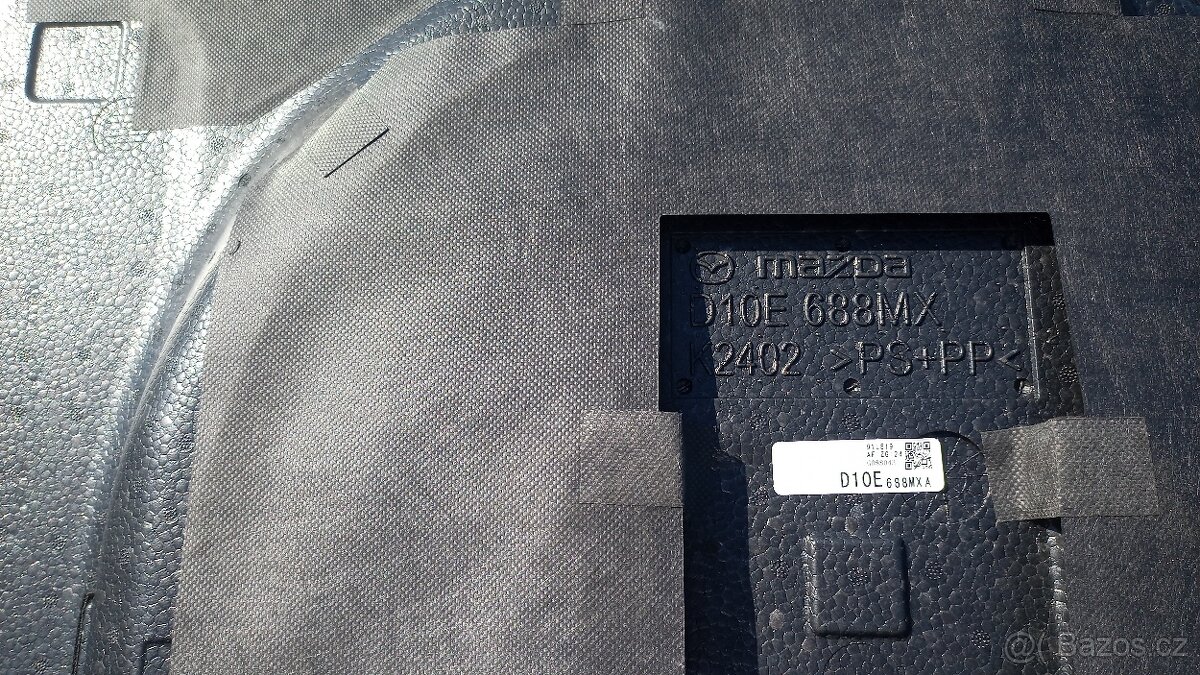 mazda
D10E 688MX
K2402 >PS+PP<
D10E 688MXA
@ Bazos.cz